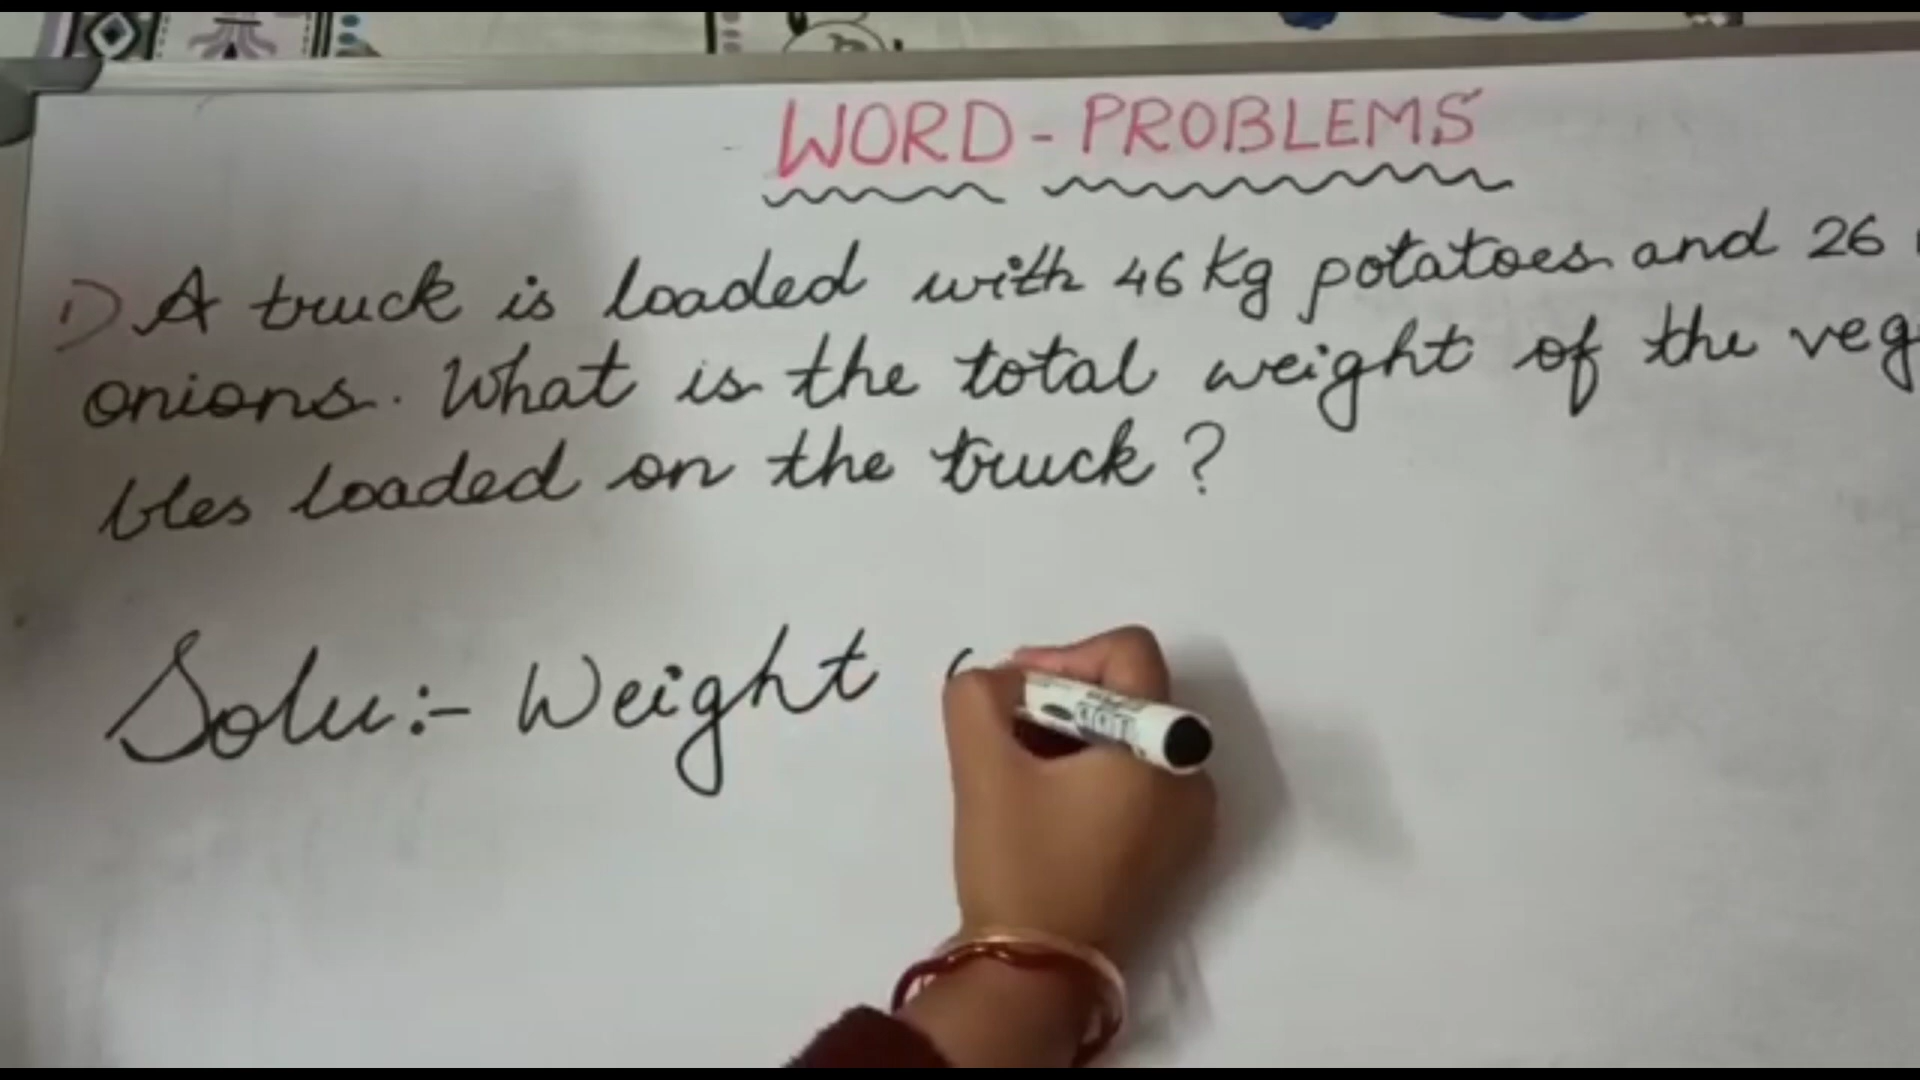 WORD-PROBLEMS
1) A truck is loaded with 46 Kg potatoes and 26
onions. What is the total weight of the veg
bles loaded on the truck?
Solu:- Weight